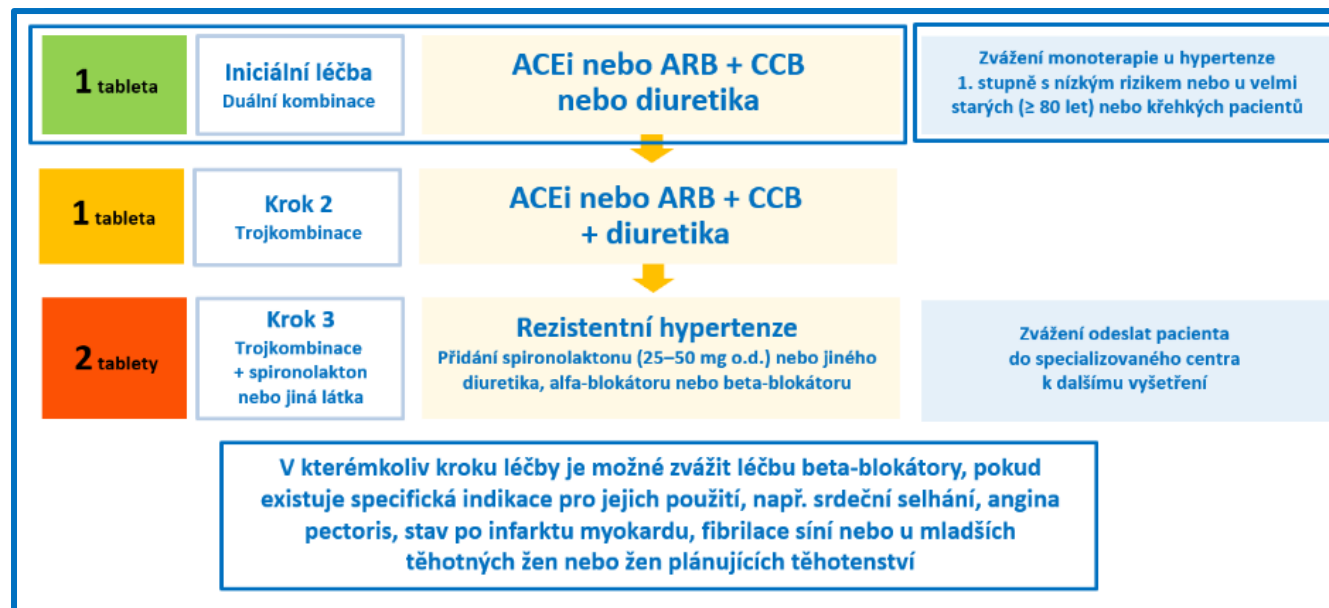 1 tableta
Iniciální léčba
Duální kombinace
ACEi nebo ARB + CCB
nebo diuretika
Zvážení monoterapie u hypertenze
1. stupně s nízkým rizikem nebo u velmi
starých (≥ 80 let) nebo křehkých pacientů
1 tableta
Krok 2
Trojkombinace
ACEi nebo ARB + CCB
+ diuretika
2 tablety
Krok 3
Trojkombinace
+ spironolakton
nebo jiná látka
Rezistentní hypertenze
Přidání spironolaktonu (25–50 mg o.d.) nebo jiného
diuretika, alfa-blokátoru nebo beta-blokátoru
Zvážení odeslat pacienta
do specializovaného centra
k dalšímu vyšetření
V kterémkoliv kroku léčby je možné zvážit léčbu beta-blokátory, pokud
existuje specifická indikace pro jejich použití, např. srdeční selhání, angina
pectoris, stav po infarktu myokardu, fibrilace síní nebo u mladších
těhotných žen nebo žen plánujících těhotenství